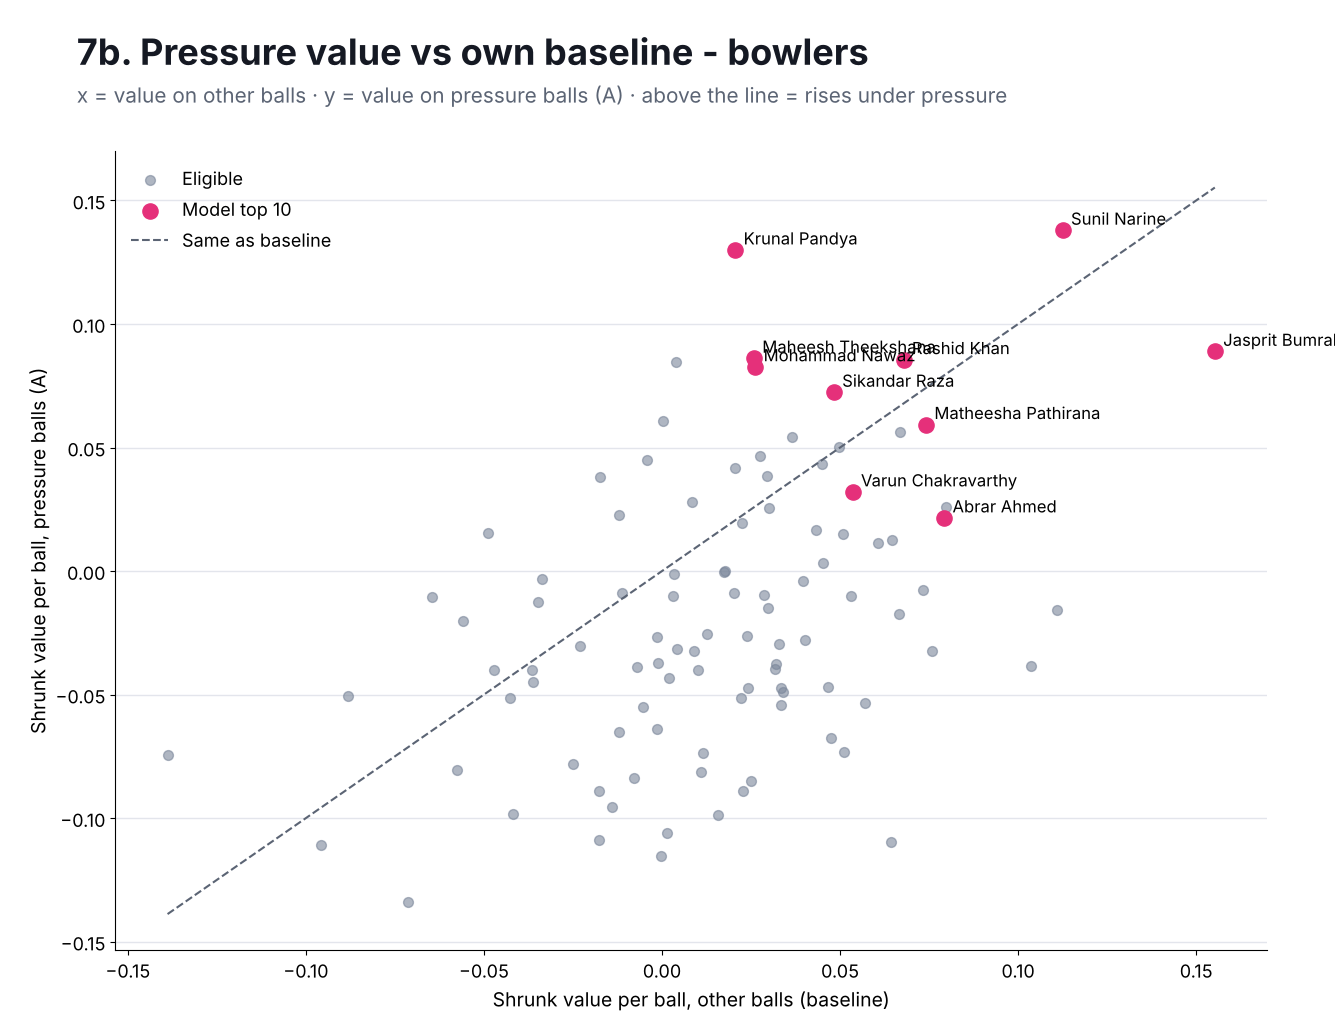 7b. Pressure value vs own baseline - bowlers
x = value on other balls · y = value on pressure balls (A) · above the line = rises under pressure
Eligible
Model top 10
Same as baseline
Sunil Narine
Krunal Pandya
Jasprit Bumrah
Maheesh Theekshana
Rashid Khan
Mohammad Nawaz
Sikandar Raza
Matheesha Pathirana
Varun Chakravarthy
Abrar Ahmed
Shrunk value per ball, pressure balls (A)
0.15
0.10
0.05
0.00
−0.05
−0.10
−0.15
−0.15
−0.10
−0.05
0.00
0.05
0.10
0.15
Shrunk value per ball, other balls (baseline)